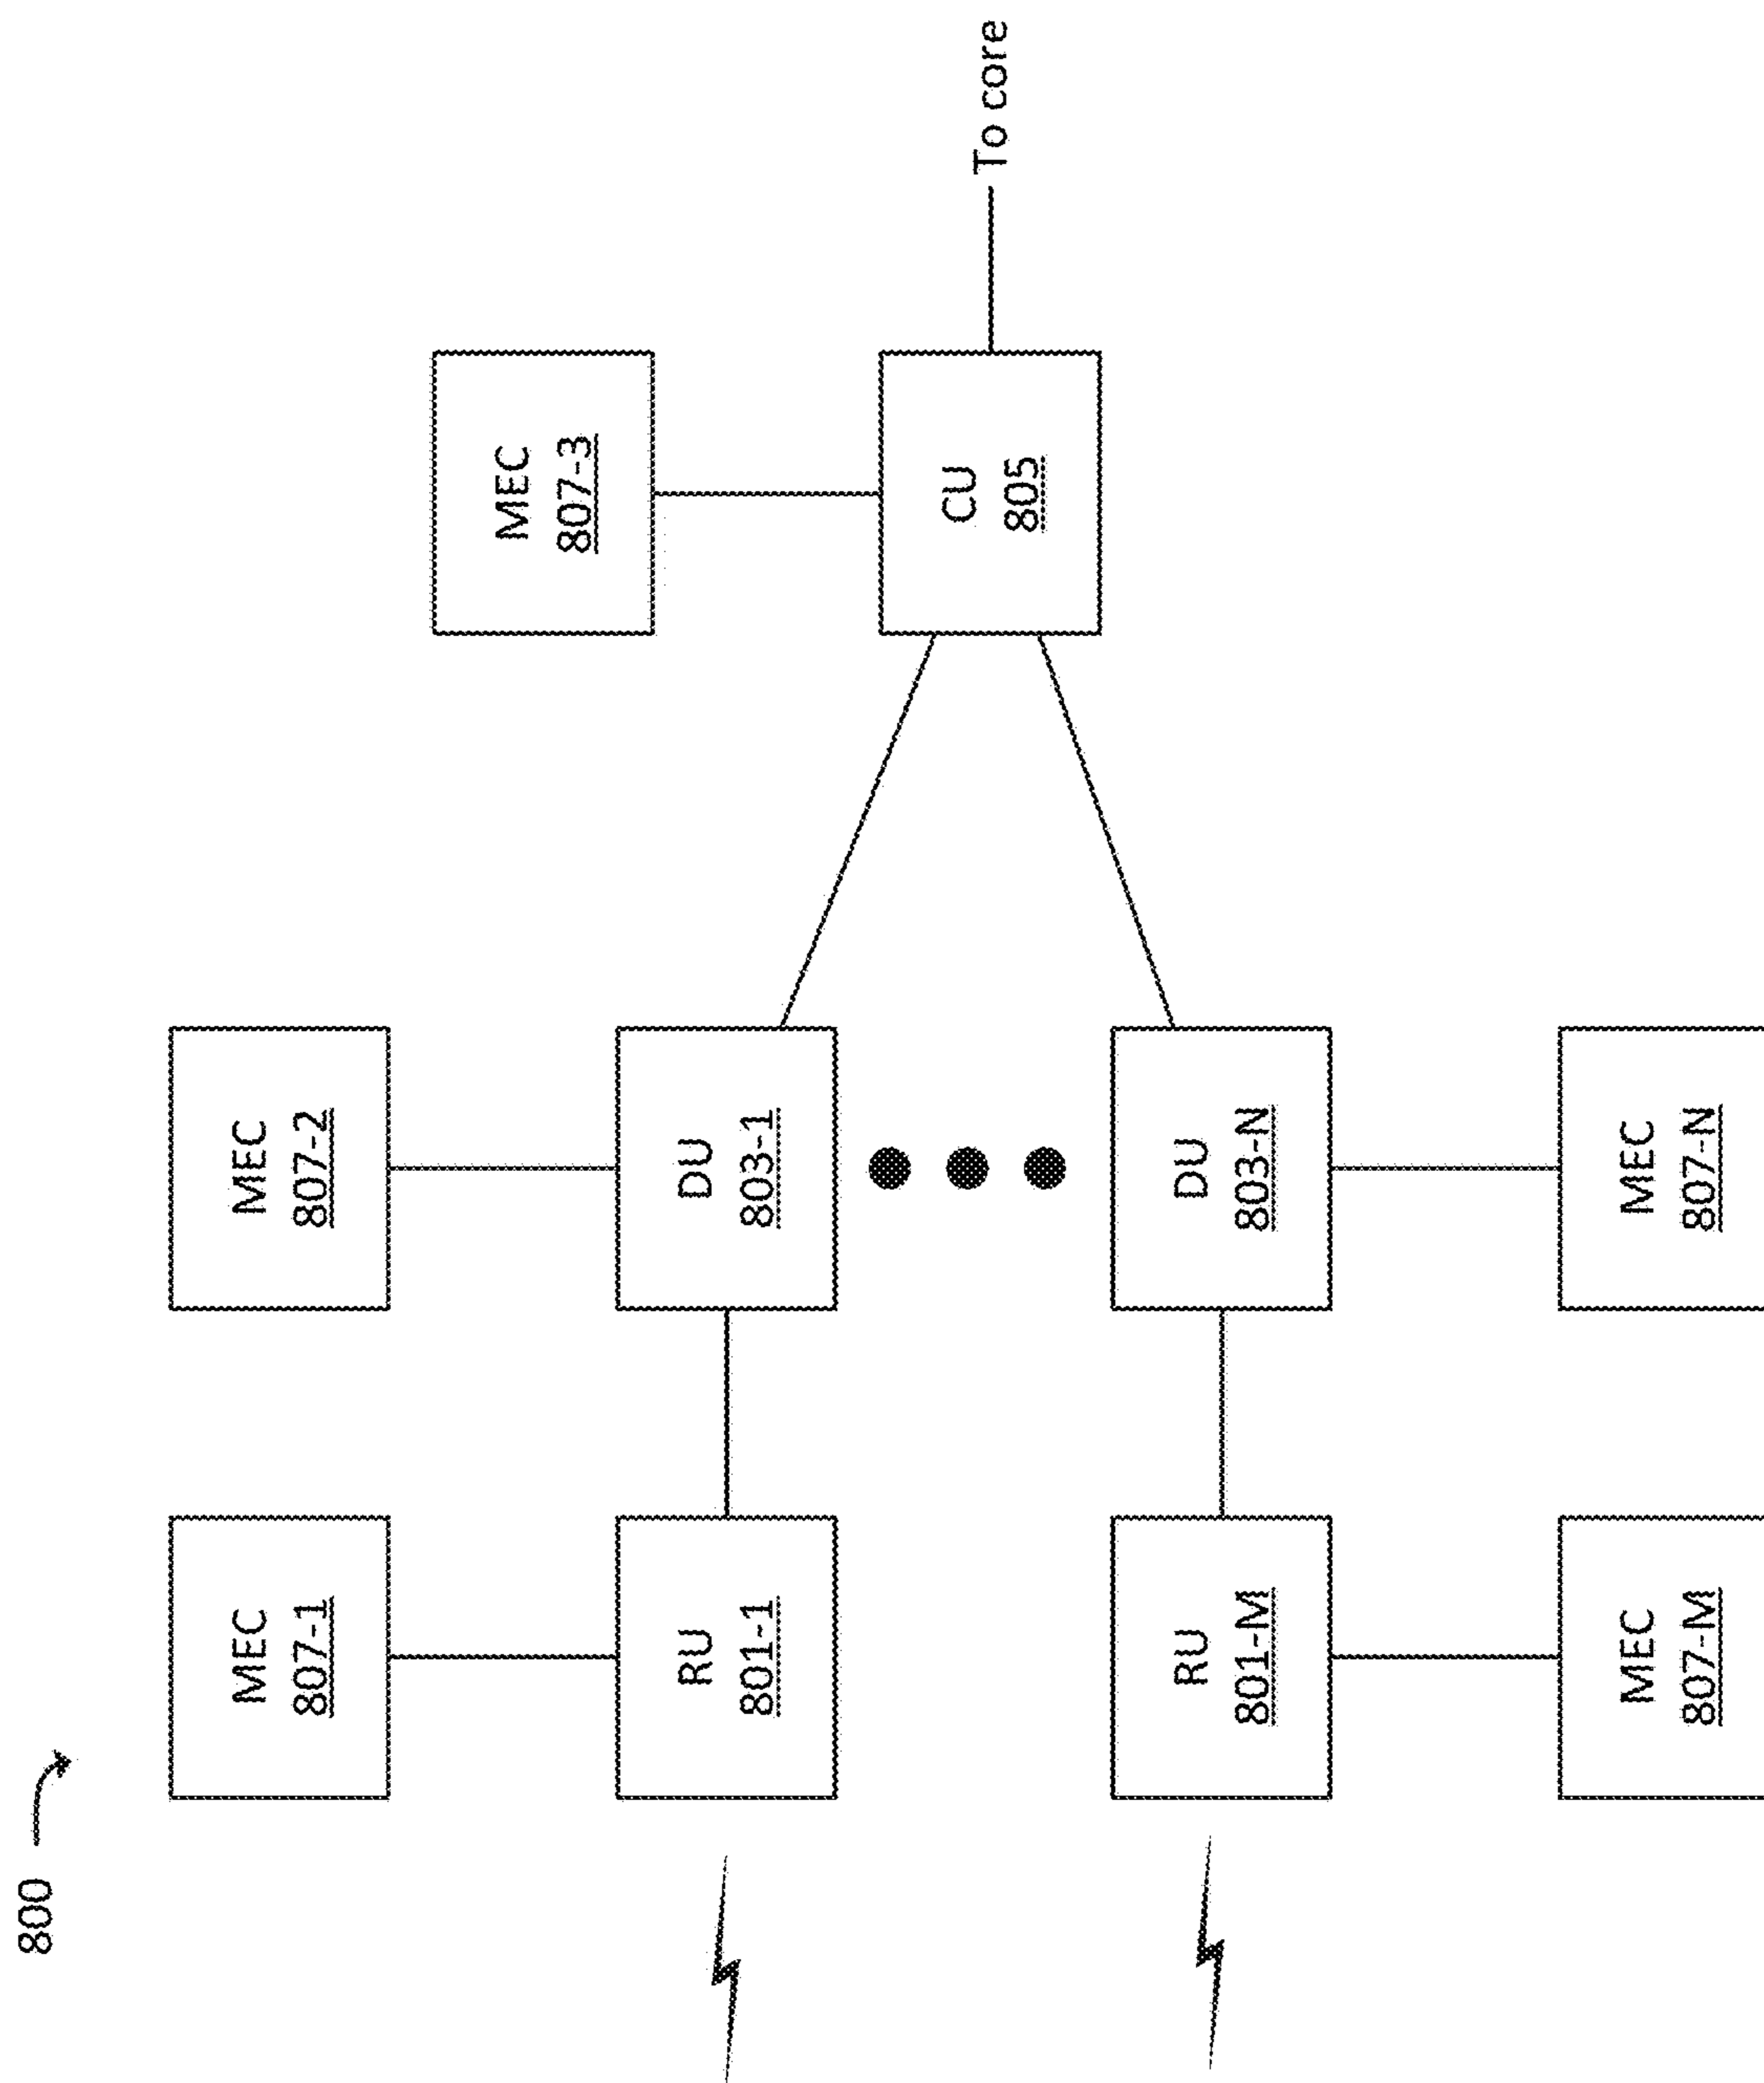 800
MEC
807-1
MEC
807-2
MEC
807-3
RU
801-1
DU
803-1
CU
805
To core
RU
801-M
DU
803-N
MEC
807-M
MEC
807-N